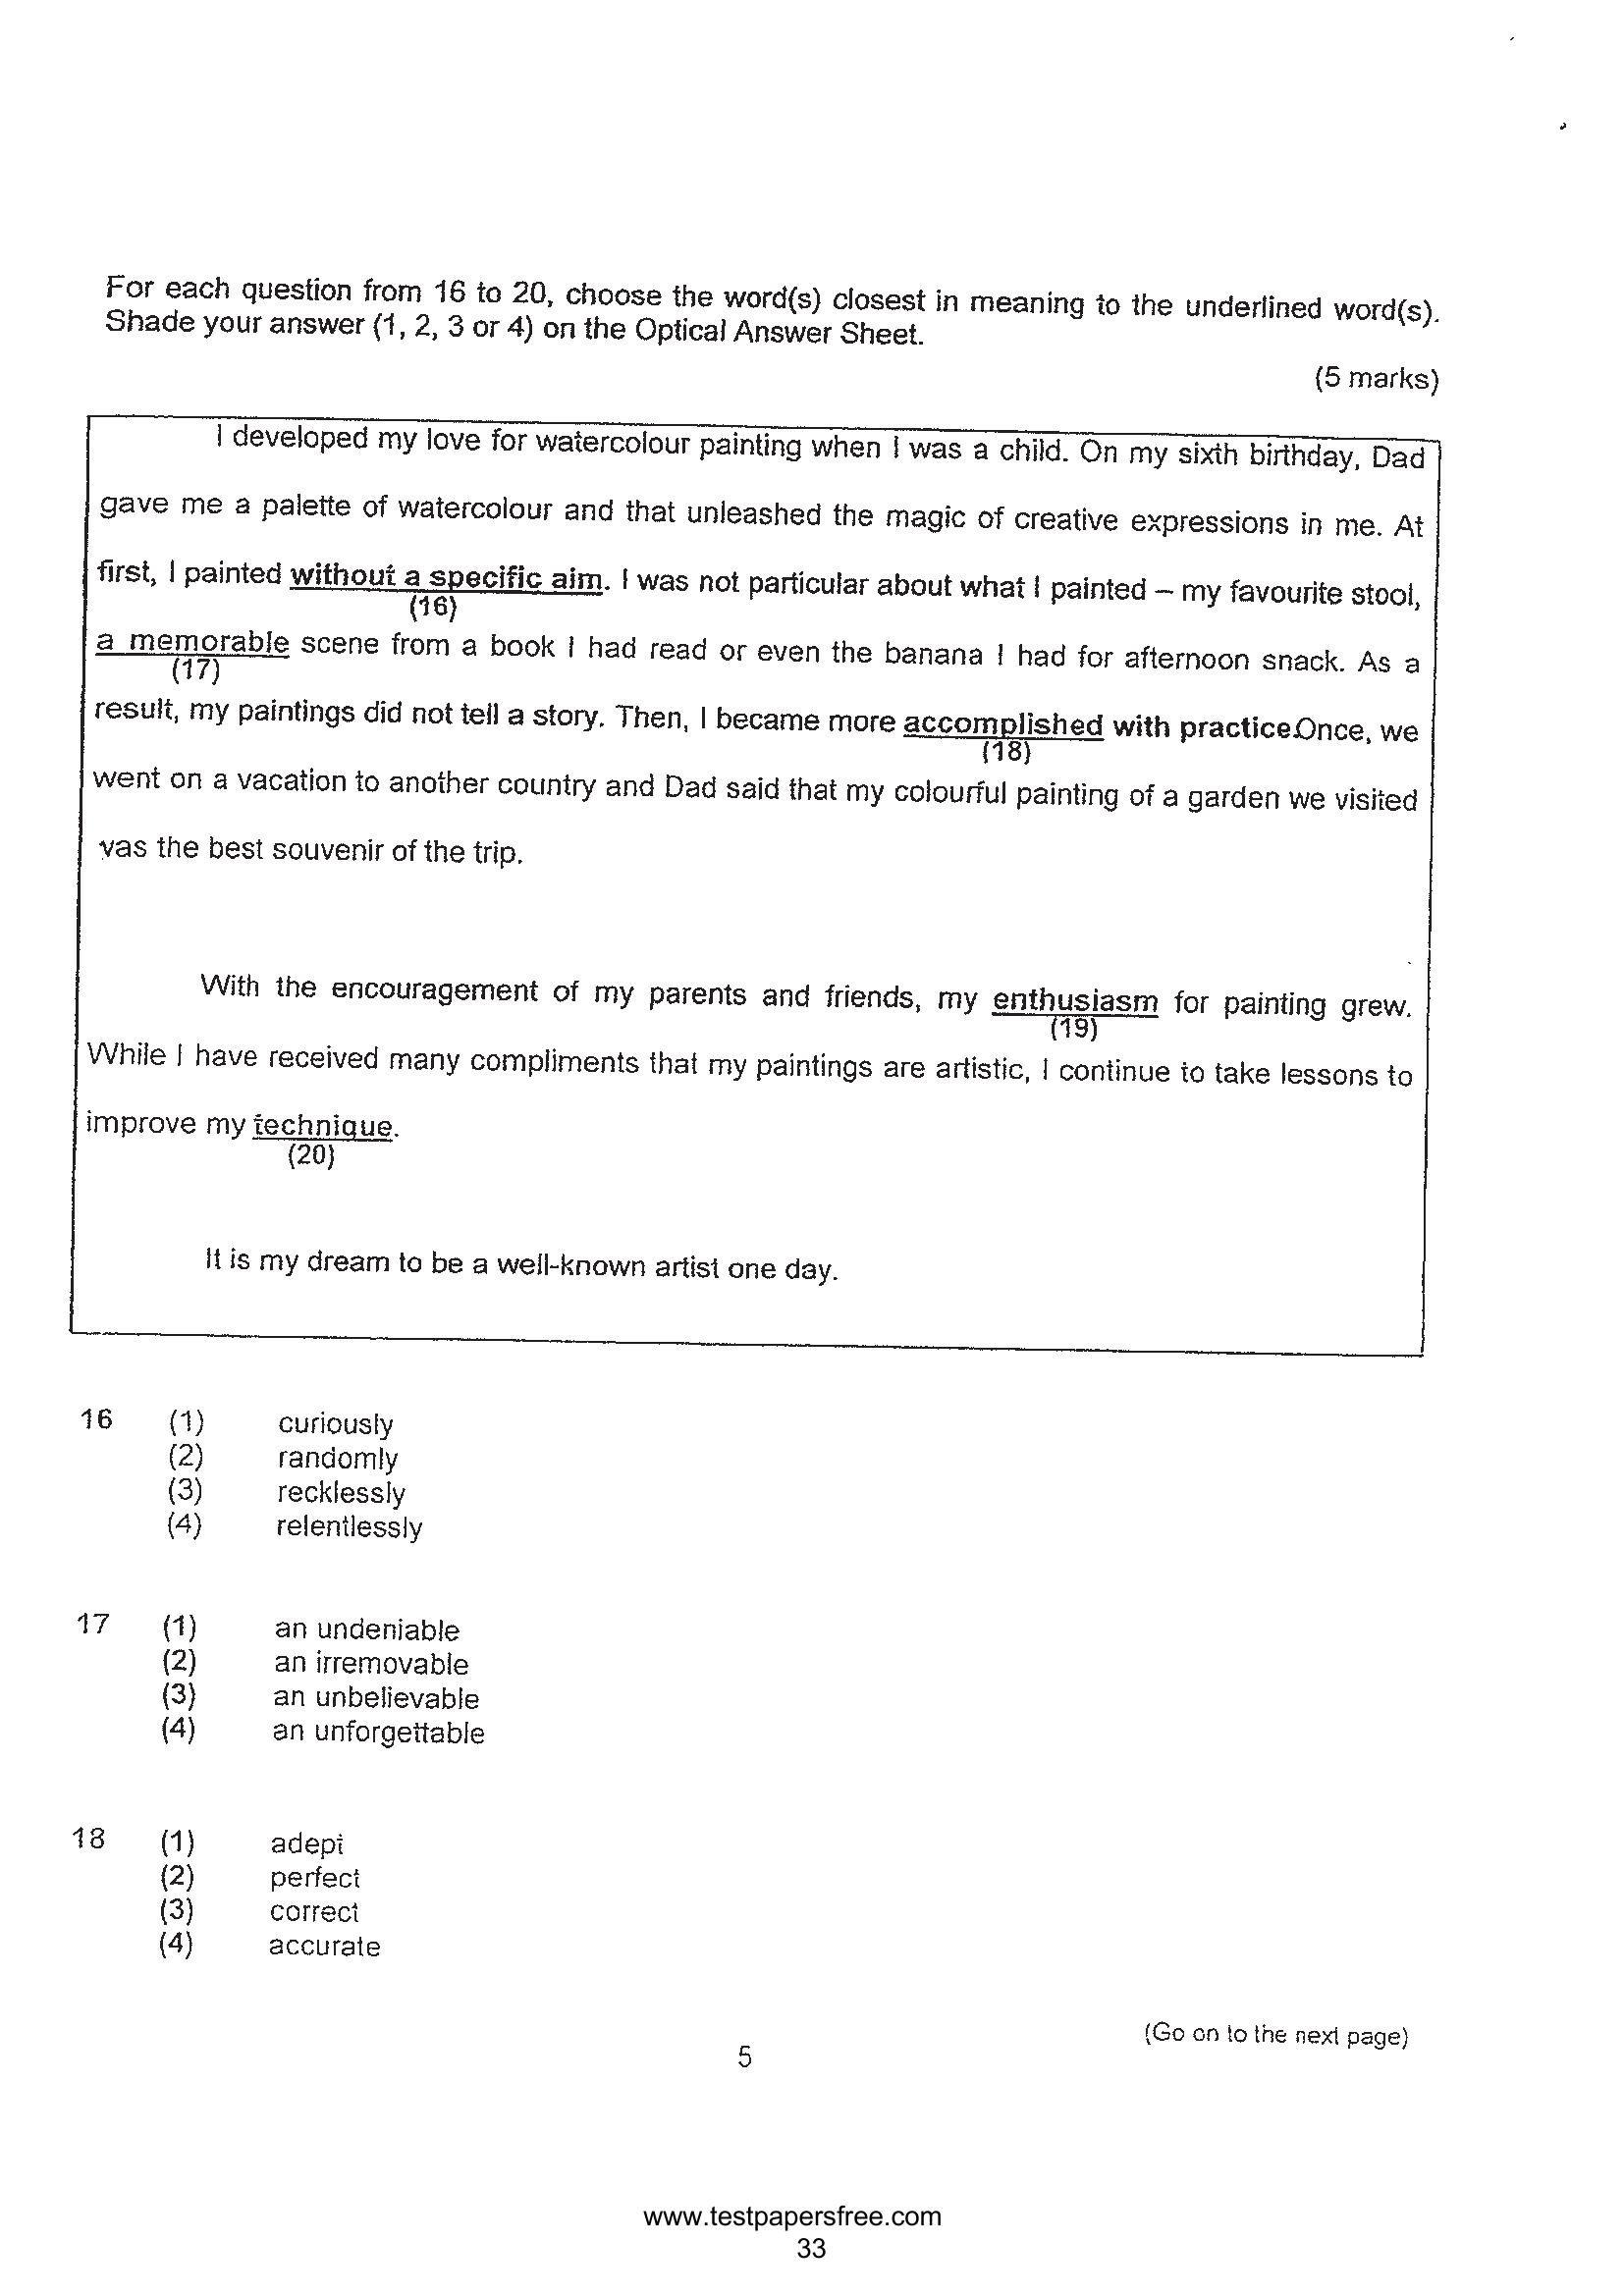 For each question from 16 to 20, choose the word(s) closest in meaning to the underlined word(s).
Shade your answer (1, 2, 3 or 4) on the Optical Answer Sheet.
(5 marks)
I developed my love for watercolour painting when I was a child. On my sixth birthday, Dad
gave me a palette of watercolour and that unleashed the magic of creative expressions in me. At
first, I painted without a specific aim. I was not particular about what I painted – my favourite stool,
(16)
a memorable scene from a book I had read or even the banana I had for afternoon snack. As a
(17)
result, my paintings did not tell a story. Then, I became more accomplished with practice.Once, we
(18)
went on a vacation to another country and Dad said that my colourful painting of a garden we visited
vas the best souvenir of the trip.
With the encouragement of my parents and friends, my enthusiasm for painting grew.
(19)
While I have received many compliments that my paintings are artistic, I continue to take lessons to
improve my technique.
(20)
It is my dream to be a well-known artist one day.
16 (1) curiously
(2) randomly
(3) recklessly
(4) relentlessly
17 (1) an undeniable
(2) an irremovable
(3) an unbelievable
(4) an unforgettable
18 (1) adept
(2) perfect
(3) correct
(4) accurate
(Go on to the next page)
5
www.testpapersfree.com
33